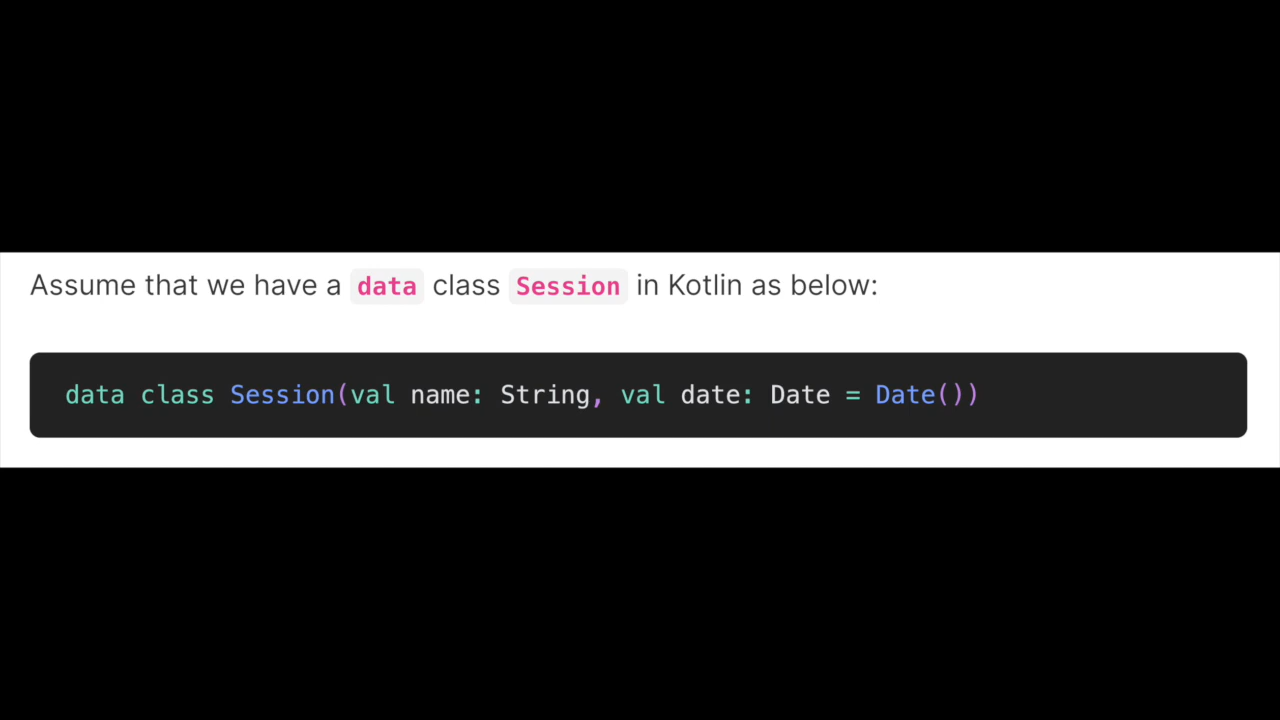 Assume that we have a data class Session in Kotlin as below:
data class Session(val name: String, val date: Date = Date())